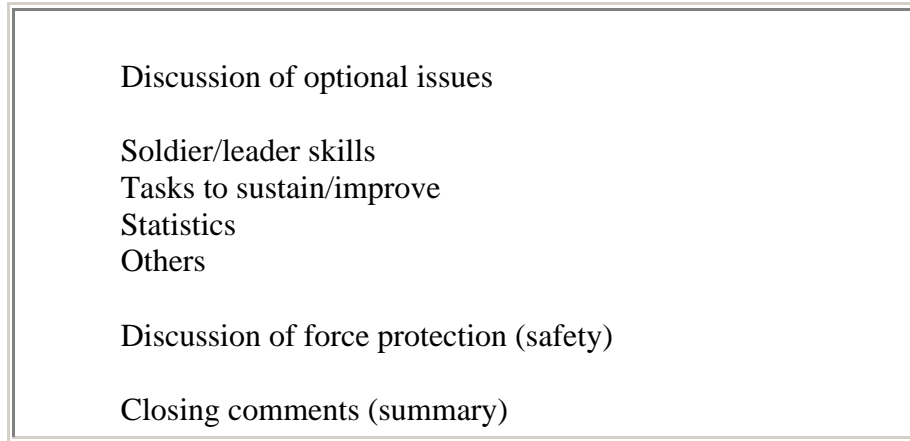 Discussion of optional issues
Soldier/leader skills
Tasks to sustain/improve
Statistics
Others
Discussion of force protection (safety)
Closing comments (summary)